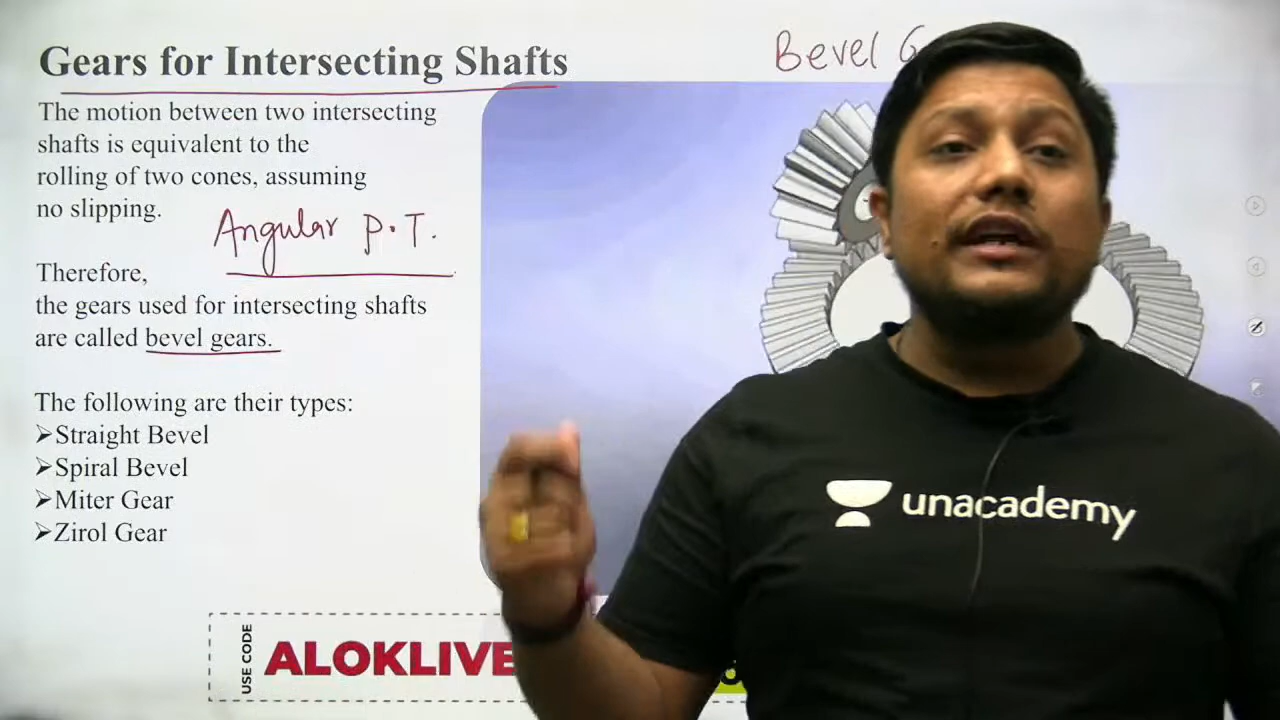 Gears for Intersecting Shafts
Bevel G
The motion between two intersecting
shafts is equivalent to the
rolling of two cones, assuming
no slipping.
Angular P.T.
Therefore,
the gears used for intersecting shafts
are called bevel gears.
The following are their types:
➢Straight Bevel
➢Spiral Bevel
➢Miter Gear
➢Zirol Gear
unacademy
USE CODE
ALOKLIVE